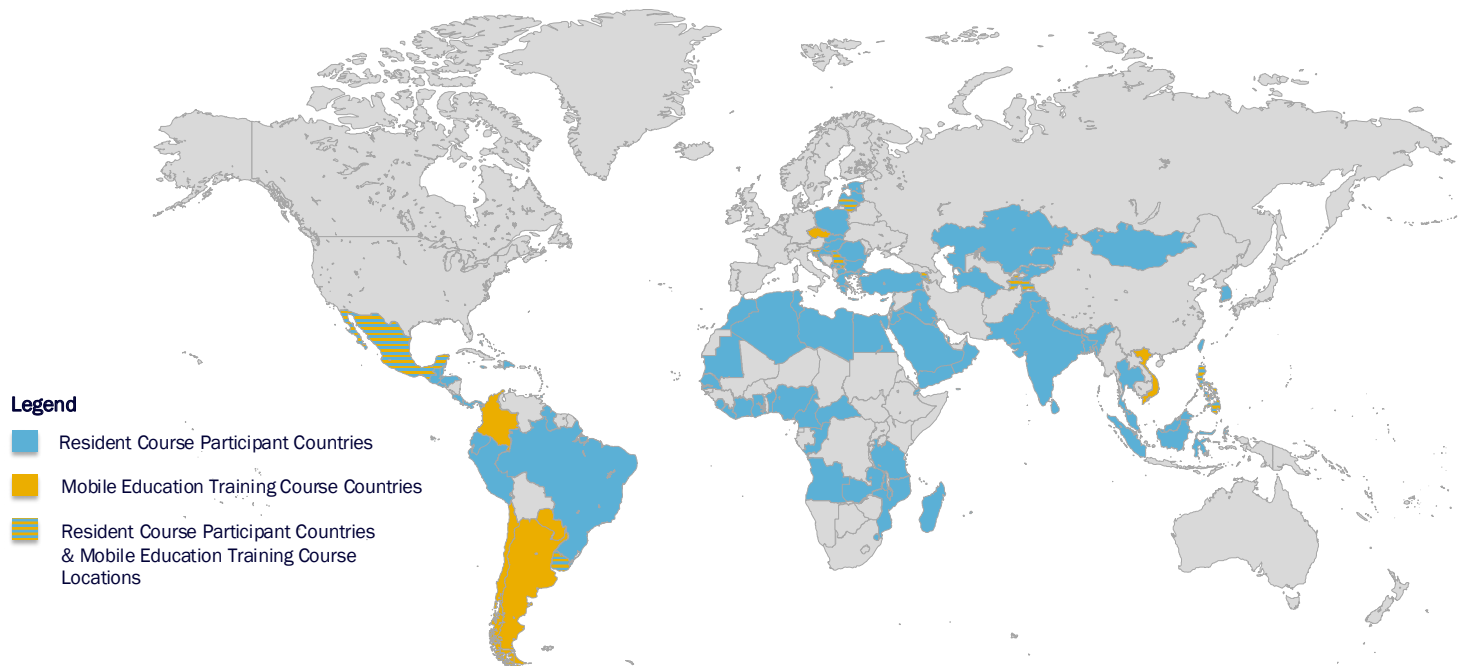 Legend
Resident Course Participant Countries
Mobile Education Training Course Countries
Resident Course Participant Countries
& Mobile Education Training Course
Locations